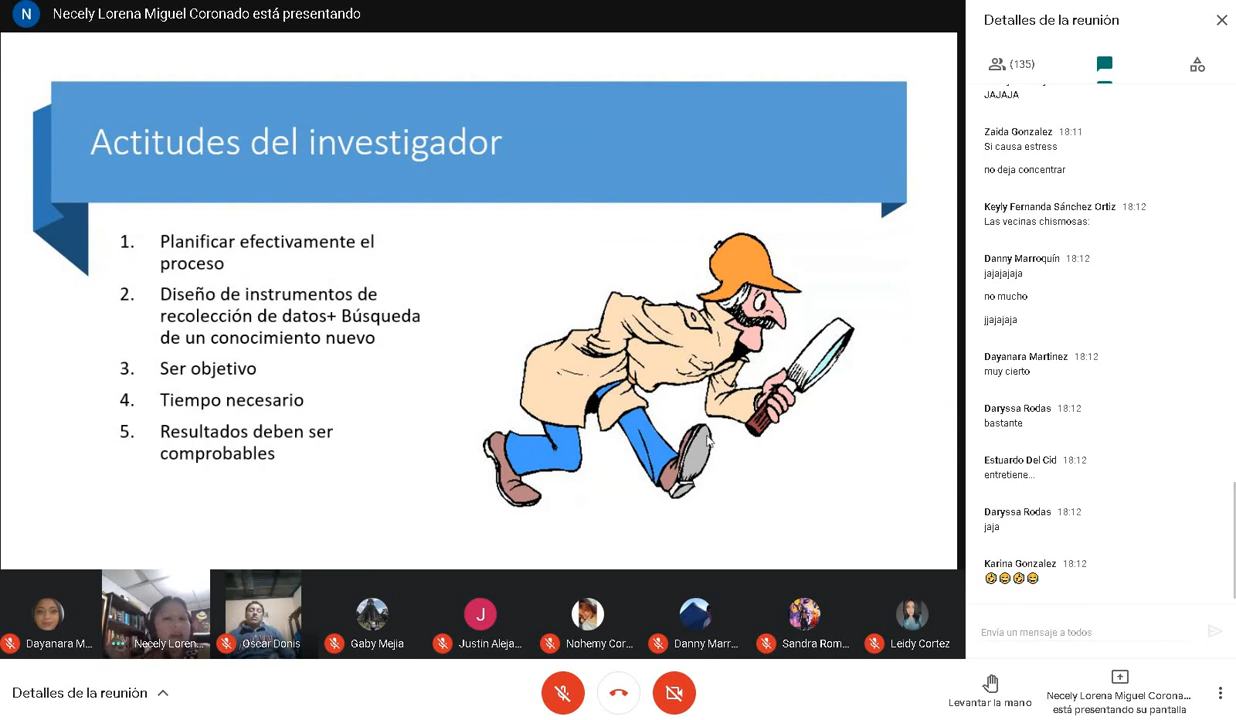 N Necely Lorena Miguel Coronado está presentando
Actitudes del investigador
1. Planificar efectivamente el
proceso
2. Diseño de instrumentos de
recolección de datos+ Búsqueda
de un conocimiento nuevo
3. Ser objetivo
4. Tiempo necesario
5. Resultados deben ser
comprobables
Dayanara M...
Necely Loren...
Oscar Donis
Gaby Mejia
J
Justin Aleja...
Nohemy Cor...
Danny Marr...
Sandra Rom...
Leidy Cortez
Detalles de la reunión
(135)
JAJAJA
Zaida Gonzalez 18:11
Si causa estress
no deja concentrar
Keyly Fernanda Sánchez Ortiz 18:12
Las vecinas chismosas:
Danny Marroquín 18:12
jajajajaja
no mucho
jjajajaja
Dayanara Martinez 18:12
muy cierto
Daryssa Rodas 18:12
bastante
Estuardo Del Cid 18:12
entretiene...
Daryssa Rodas 18:12
jaja
Karina Gonzalez 18:12
Envía un mensaje a todos
Detalles de la reunión
Levantar la mano
Necely Lorena Miguel Corona...
está presentando su pantalla